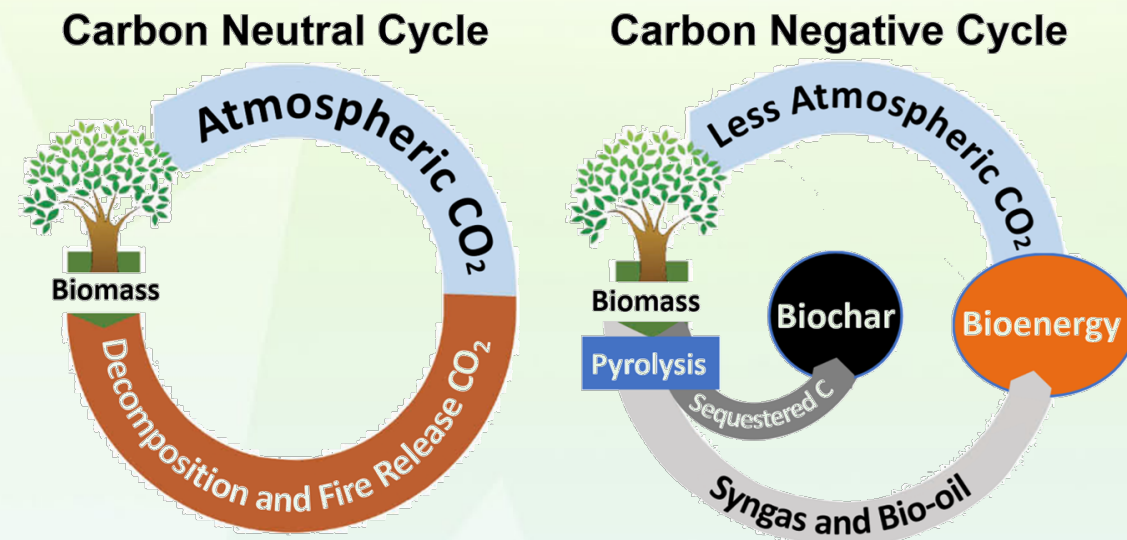 Carbon Neutral Cycle
Atmospheric CO₂
Biomass
Decomposition and Fire Release CO₂
Carbon Negative Cycle
Less Atmospheric CO₂
Biomass
Pyrolysis
Biochar
Bioenergy
Sequestered C
Syngas and Bio-oil